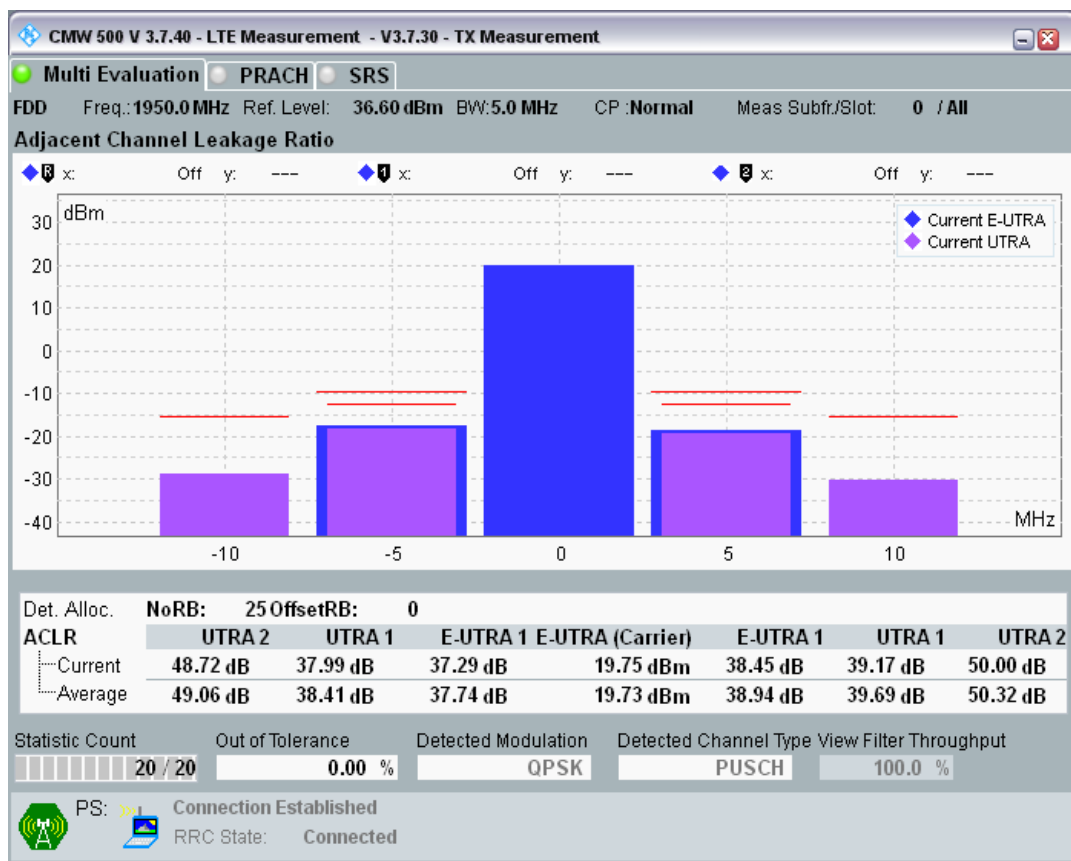 CMW 500 V 3.7.40 - LTE Measurement - V3.7.30 - TX Measurement
Multi Evaluation PRACH SRS
FDD Freq.: 1950.0 MHz Ref. Level: 36.60 dBm BW: 5.0 MHz CP : Normal Meas Subfr./Slot: 0 / All
Adjacent Channel Leakage Ratio
R x: Off y: --- 1 x: Off y: --- 2 x: Off y: ---
dBm
Current E-UTRA
Current UTRA
30
20
10
0
-10
-20
-30
-40
MHz
-10 -5 0 5 10
Det. Alloc. NoRB: 25 OffsetRB: 0
ACLR UTRA 2 UTRA 1 E-UTRA 1 E-UTRA (Carrier) E-UTRA 1 UTRA 1 UTRA 2
Current 48.72 dB 37.99 dB 37.29 dB 19.75 dBm 38.45 dB 39.17 dB 50.00 dB
Average 49.06 dB 38.41 dB 37.74 dB 19.73 dBm 38.94 dB 39.69 dB 50.32 dB
Statistic Count Out of Tolerance Detected Modulation Detected Channel Type View Filter Throughput
20 / 20 0.00 % QPSK PUSCH 100.0 %
PS: Connection Established
RRC State: Connected